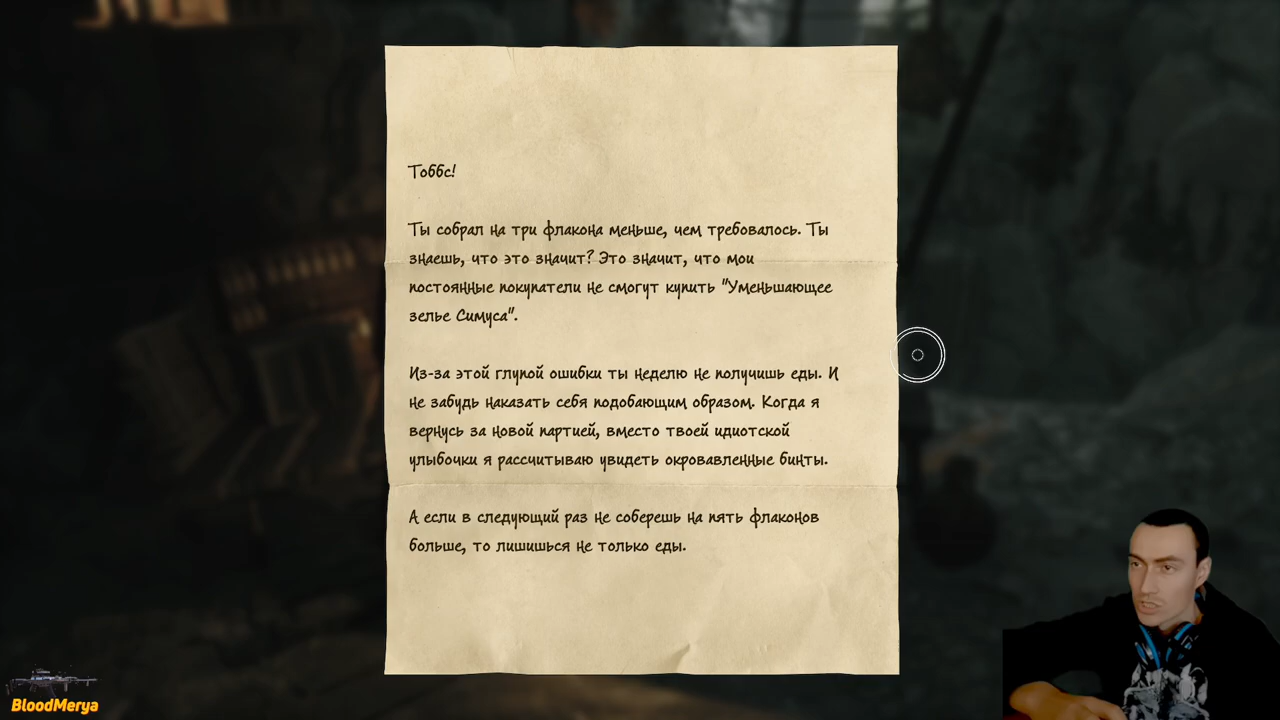 Тоббс!
Ты собрал на три флакона меньше, чем требовалось. Ты
знаешь, что это значит? Это значит, что мои
постоянные покупатели не смогут купить "Уменьшающее
зелье Симуса".
Из-за этой глупой ошибки ты неделю не получишь еды. И
не забудь наказать себя подобающим образом. Когда я
вернусь за новой партией, вместо твоей идиотской
улыбочки я рассчитываю увидеть окровавленные бинты.
А если в следующий раз не соберешь на пять флаконов
больше, то лишишься не только еды.
BloodMerya